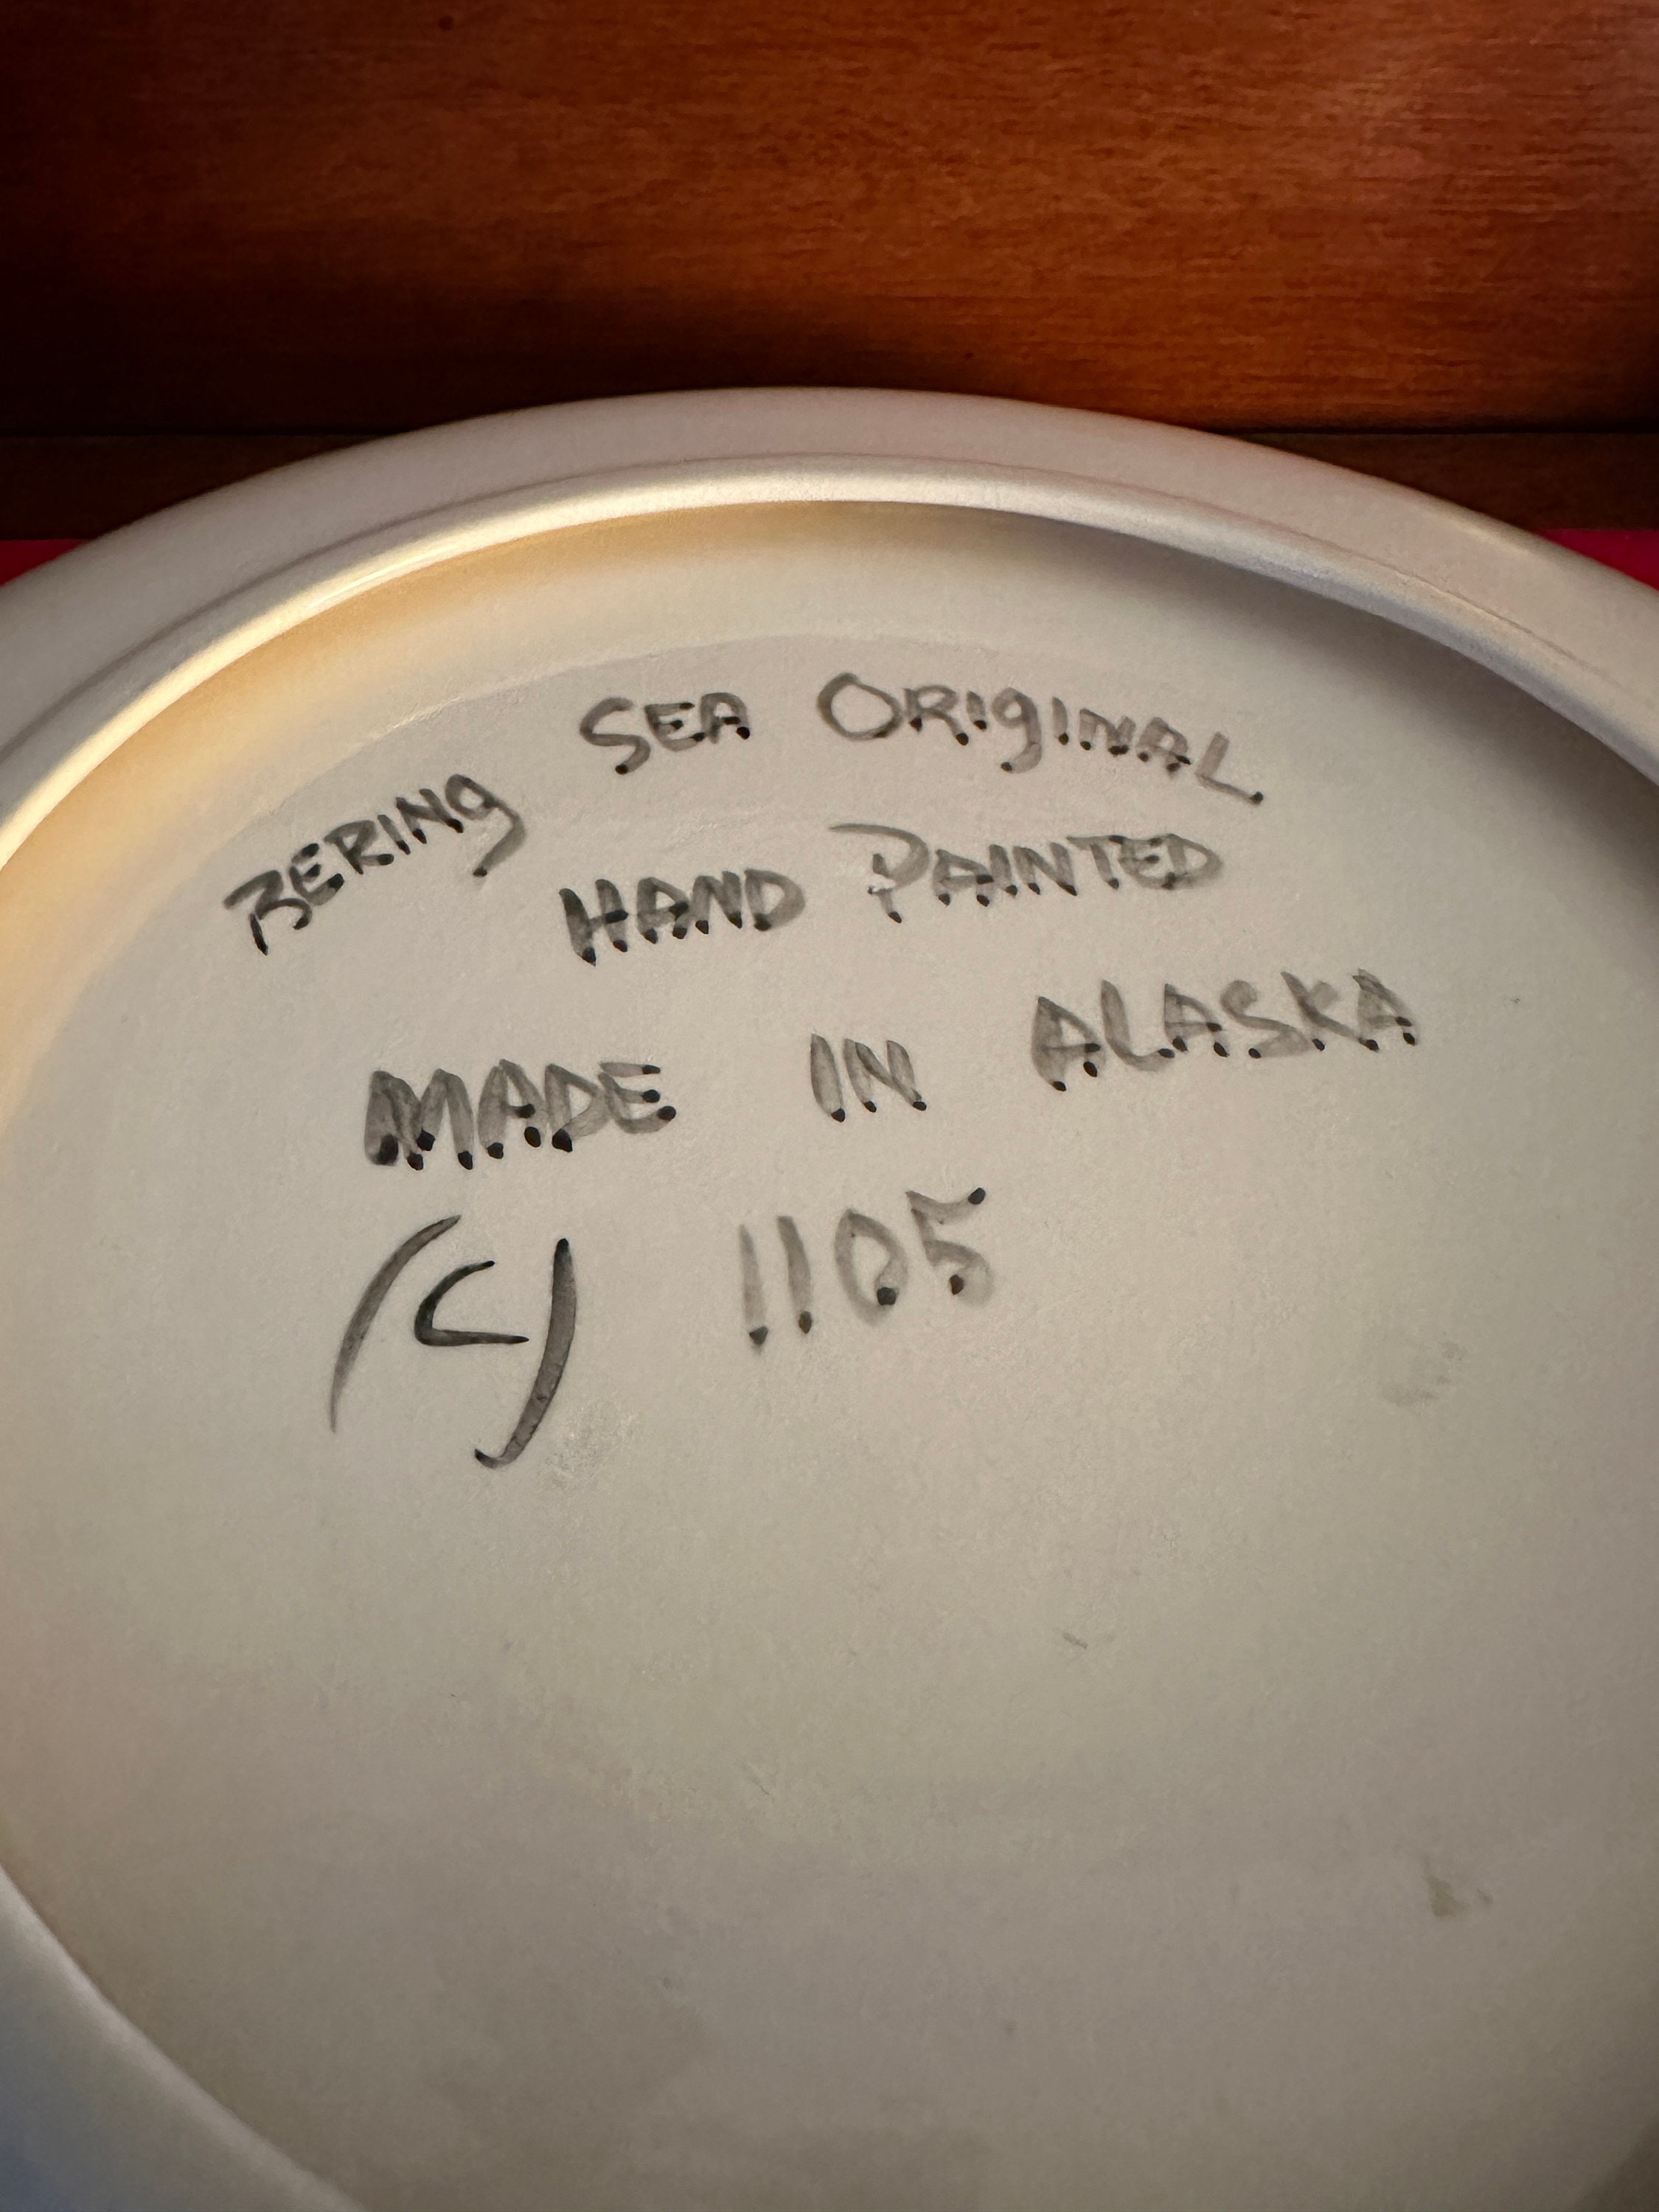 BERING SEA ORIGINAL
HAND PAINTED
MADE IN ALASKA
(C) 1105